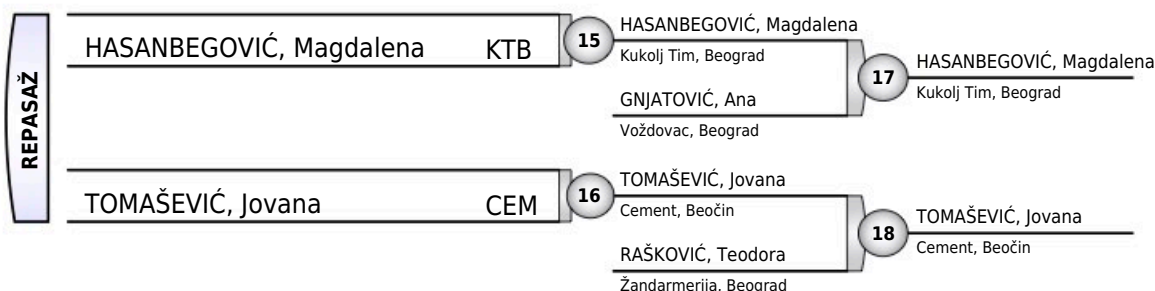 REPASAŽ
HASANBEGOVIĆ, Magdalena KTB
15
HASANBEGOVIĆ, Magdalena
Kukolj Tim, Beograd
GNJATOVIĆ, Ana
Voždovac, Beograd
17
HASANBEGOVIĆ, Magdalena
Kukolj Tim, Beograd
TOMAŠEVIĆ, Jovana CEM
16
TOMAŠEVIĆ, Jovana
Cement, Beočin
RAŠKOVIĆ, Teodora
Žandarmerija, Beograd
18
TOMAŠEVIĆ, Jovana
Cement, Beočin